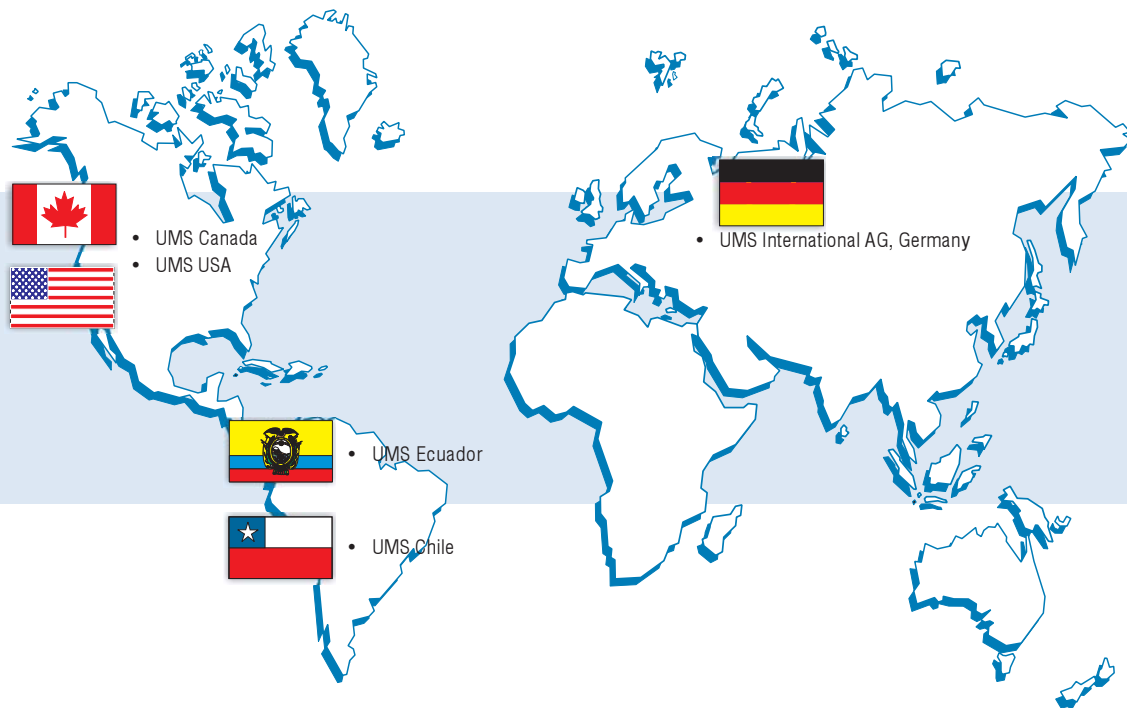 • UMS Canada
• UMS USA
• UMS International AG, Germany
• UMS Ecuador
• UMS Chile